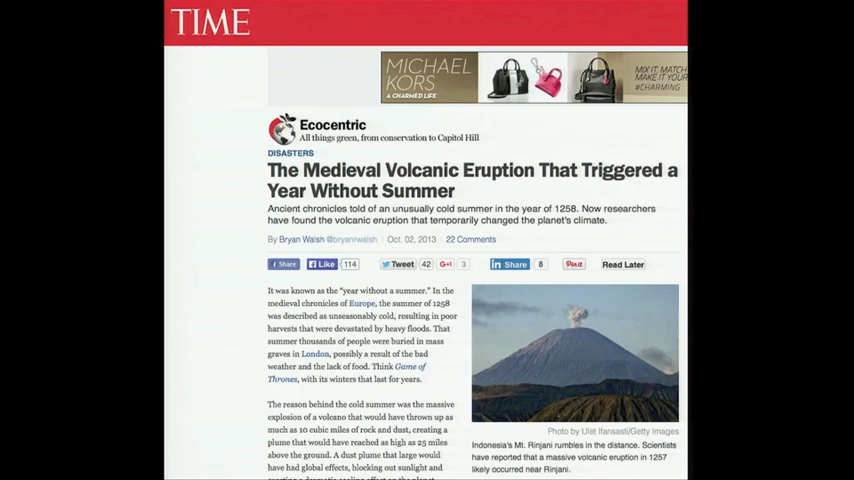 TIME
MICHAEL
KORS
A CHARMED LIFE
MIX IT, MATCH
MAKE IT YOUR
#CHARMING
Ecocentric
All things green, from conservation to Capitol Hill
DISASTERS
The Medieval Volcanic Eruption That Triggered a
Year Without Summer
Ancient chronicles told of an unusually cold summer in the year of 1258. Now researchers
have found the volcanic eruption that temporarily changed the planet's climate.
By Bryan Walsh @bryanrwalsh | Oct. 02, 2013 | 22 Comments
f Share f Like 114 Tweet 42 G+1 3 in Share 8 Pin it Read Later
It was known as the “year without a summer.” In the
medieval chronicles of Europe, the summer of 1258
was described as unseasonably cold, resulting in poor
harvests that were devastated by heavy floods. That
summer thousands of people were buried in mass
graves in London, possibly a result of the bad
weather and the lack of food. Think Game of
Thrones, with its winters that last for years.
The reason behind the cold summer was the massive
explosion of a volcano that would have thrown up as
much as 10 cubic miles of rock and dust, creating a
plume that would have reached as high as 25 miles
above the ground. A dust plume that large would
have had global effects, blocking out sunlight and
Photo by Ulet Ifansasti/Getty Images
Indonesia's Mt. Rinjani rumbles in the distance. Scientists
have reported that a massive volcanic eruption in 1257
likely occurred near Rinjani.